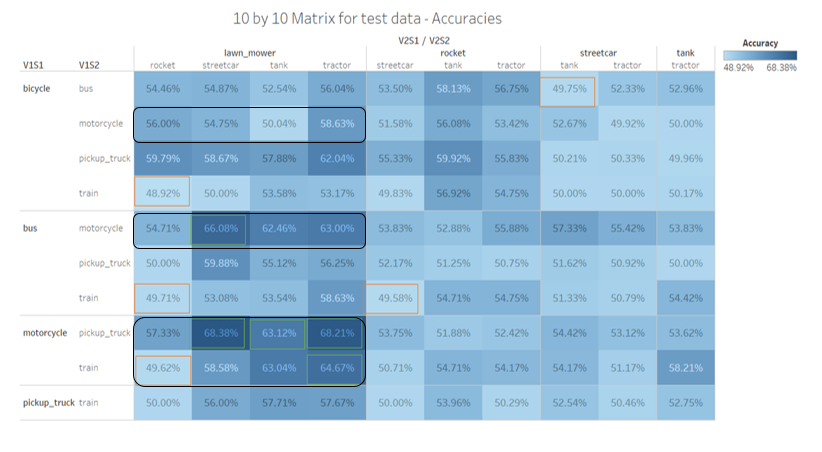 10 by 10 Matrix for test data - Accuracies
V2S1 / V2S2
lawn_mower rocket streetcar tank
V1S1 V1S2 rocket streetcar tank tractor streetcar tank tractor tank tractor tractor
bicycle bus 54.46% 54.87% 52.54% 56.04% 53.50% 58.13% 56.75% 49.75% 52.33% 52.96%
motorcycle 56.00% 54.75% 50.04% 58.63% 51.58% 56.08% 53.42% 52.67% 49.92% 50.00%
pickup_truck 59.79% 58.67% 57.88% 62.04% 55.33% 59.92% 55.83% 50.21% 50.33% 49.96%
train 48.92% 50.00% 53.58% 53.17% 49.83% 56.92% 54.75% 50.00% 50.00% 50.17%
bus motorcycle 54.71% 66.08% 62.46% 63.00% 53.83% 52.88% 55.88% 57.33% 55.42% 53.83%
pickup_truck 50.00% 59.88% 55.12% 56.25% 52.17% 51.25% 50.75% 51.62% 50.92% 50.00%
train 49.71% 53.08% 53.54% 58.63% 49.58% 54.71% 54.75% 51.33% 50.79% 54.42%
motorcycle pickup_truck 57.33% 68.38% 63.12% 68.21% 53.75% 51.88% 52.42% 54.42% 53.12% 53.62%
train 49.62% 58.58% 63.04% 64.67% 50.71% 54.71% 54.17% 54.17% 51.17% 58.21%
pickup_truck train 50.00% 56.00% 57.71% 57.67% 50.00% 53.96% 50.29% 52.54% 50.46% 52.75%
Accuracy
48.92% 68.38%